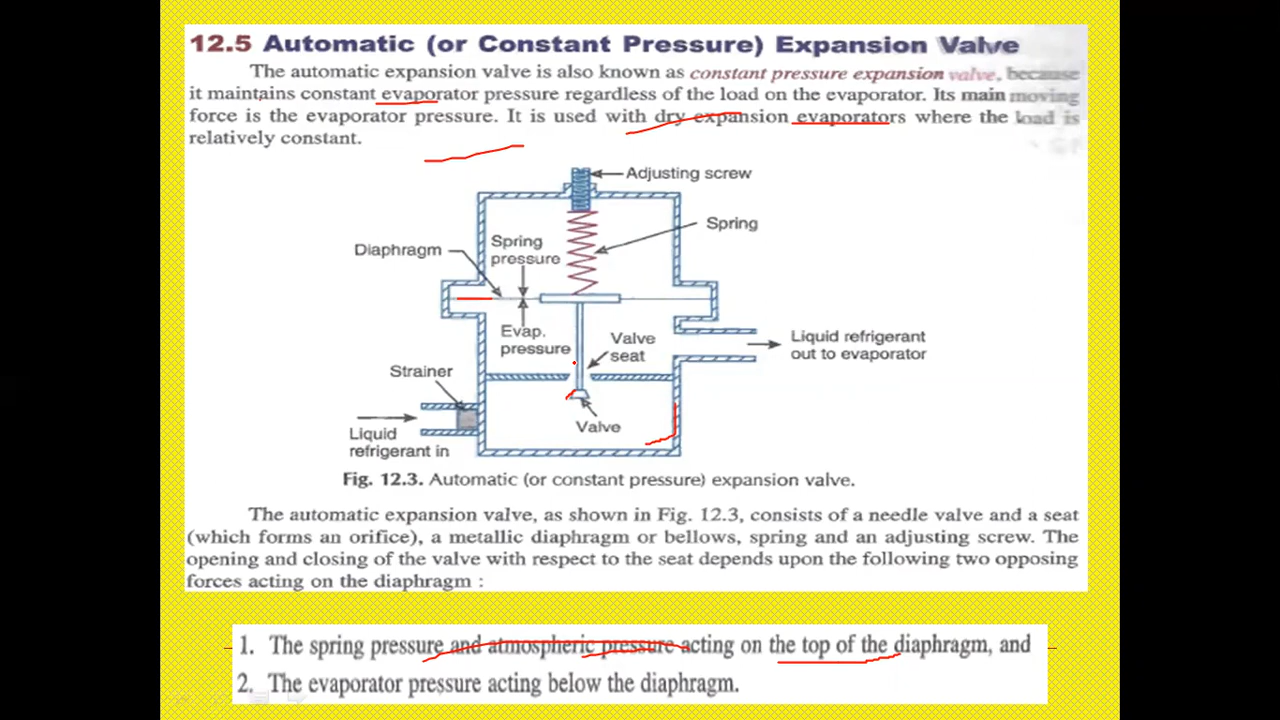 12.5 Automatic (or Constant Pressure) Expansion Valve
The automatic expansion valve is also known as constant pressure expansion valve, because
it maintains constant evaporator pressure regardless of the load on the evaporator. Its main moving
force is the evaporator pressure. It is used with dry expansion evaporators where the load is
relatively constant.
Adjusting screw
Spring
Diaphragm
Spring
pressure
Evap.
pressure
Valve
seat
Liquid refrigerant
out to evaporator
Strainer
Valve
Liquid
refrigerant in
Fig. 12.3. Automatic (or constant pressure) expansion valve.
The automatic expansion valve, as shown in Fig. 12.3, consists of a needle valve and a seat
(which forms an orifice), a metallic diaphragm or bellows, spring and an adjusting screw. The
opening and closing of the valve with respect to the seat depends upon the following two opposing
forces acting on the diaphragm :
1. The spring pressure and atmospheric pressure acting on the top of the diaphragm, and
2. The evaporator pressure acting below the diaphragm.